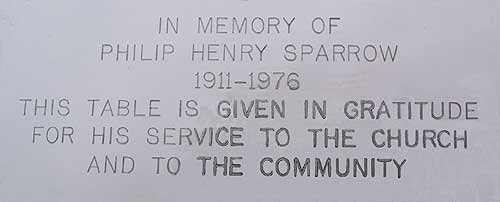 IN MEMORY OF
PHILIP HENRY SPARROW
1911-1976
THIS TABLE IS GIVEN IN GRATITUDE
FOR HIS SERVICE TO THE CHURCH
AND TO THE COMMUNITY